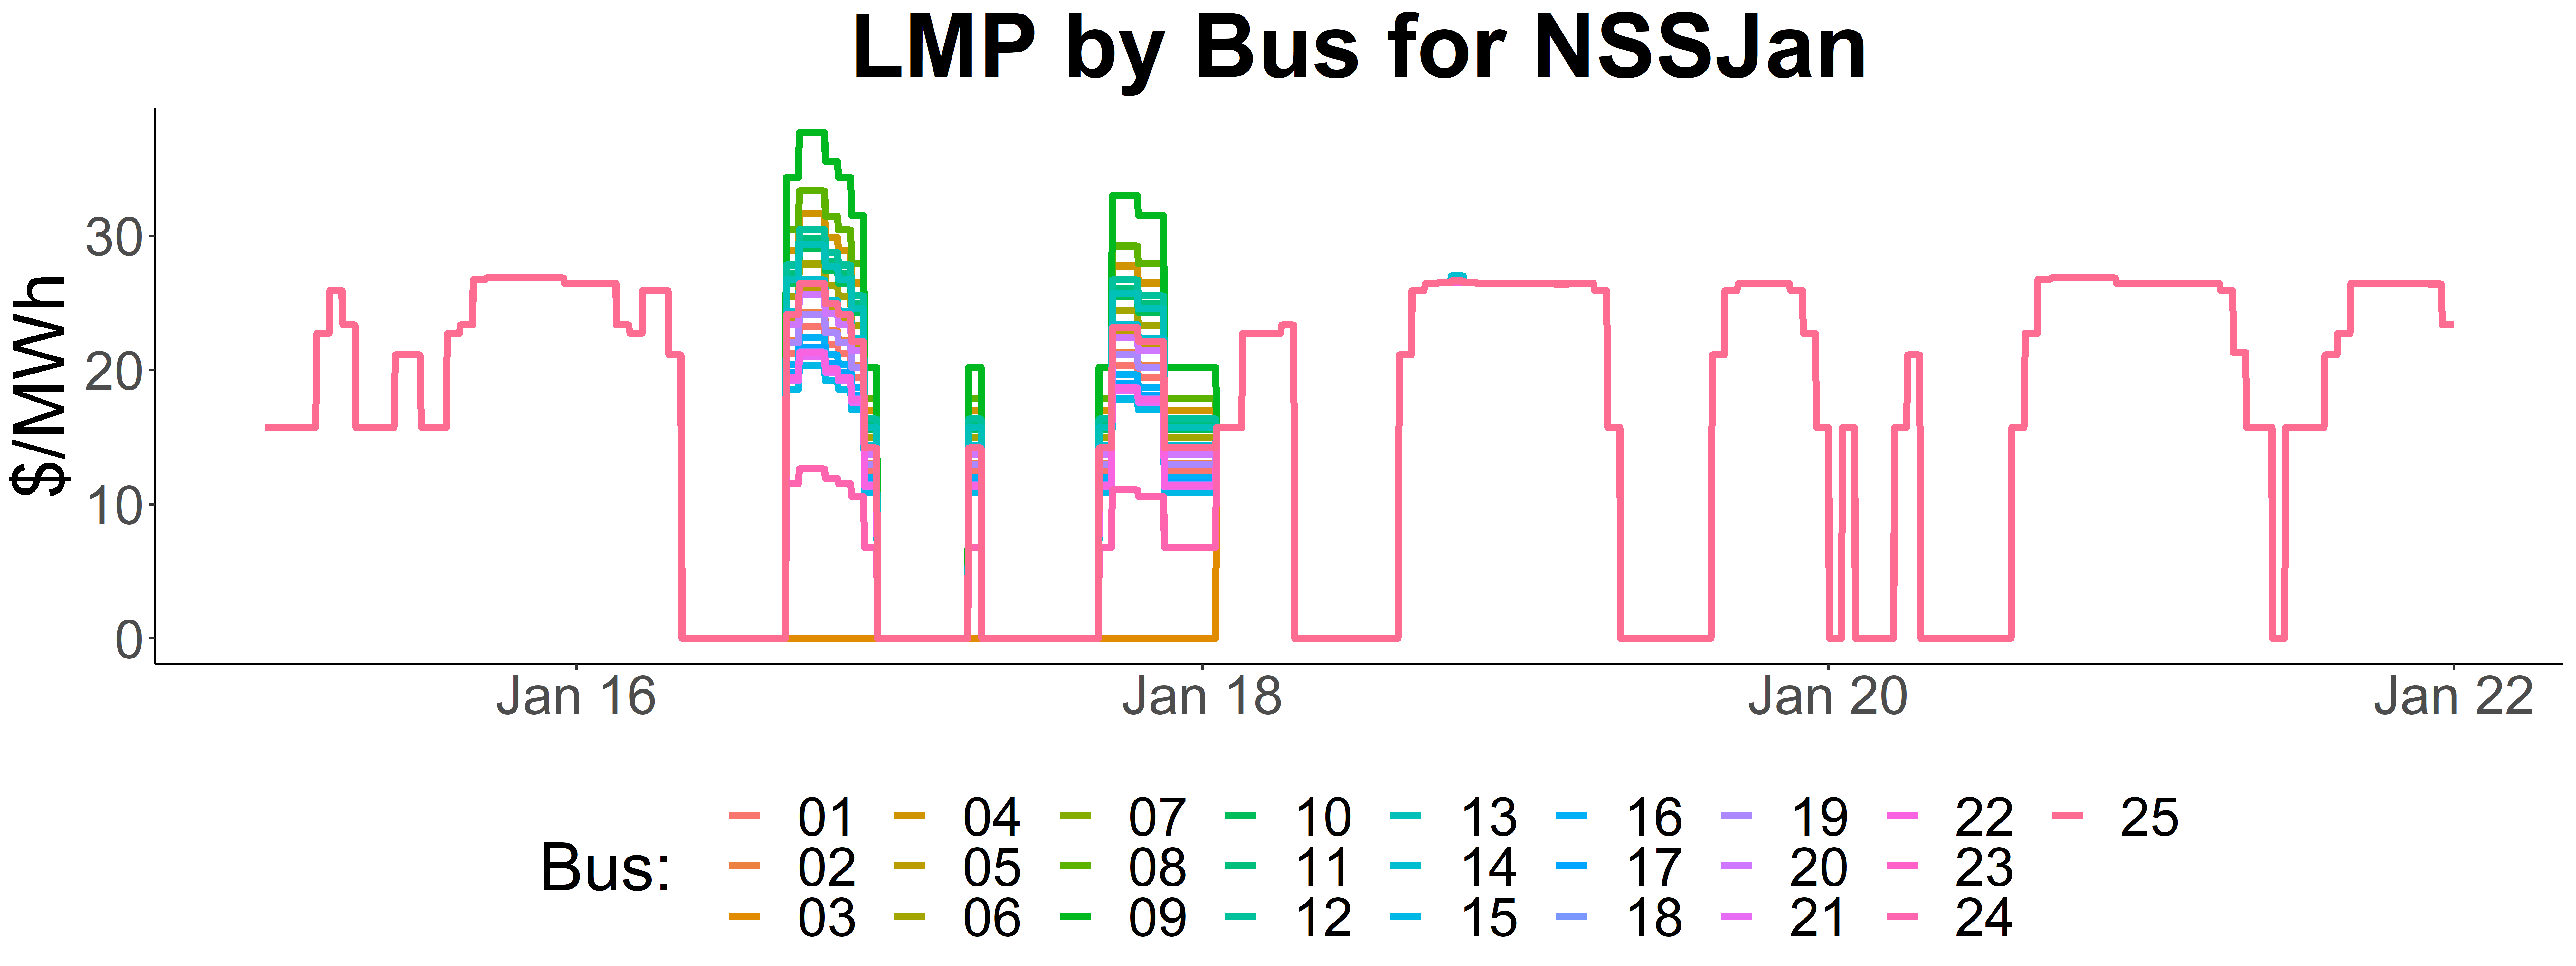 LMP by Bus for NSSJan
$/MWh
30
20
10
0
Jan 16 Jan 18 Jan 20 Jan 22
Bus:
01 04 07 10 13 16 19 22 25
02 05 08 11 14 17 20 23
03 06 09 12 15 18 21 24